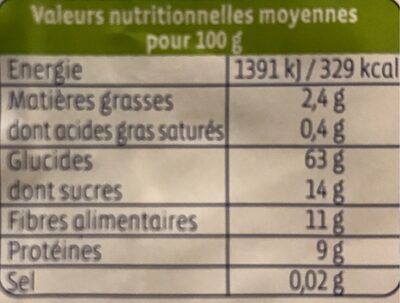 Valeurs nutritionnelles moyennes
pour 100 g
Energie 1391 kJ / 329 kcal
Matières grasses 2,4 g
dont acides gras saturés 0,4 g
Glucides 63 g
dont sucres 14 g
Fibres alimentaires 11 g
Protéines 9 g
Sel 0,02 g